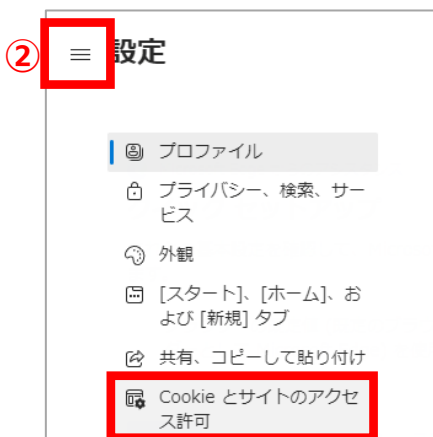 ② 設定
プロファイル
プライバシー、検索、サー
ビス
外観
[スタート]、[ホーム]、お
よび [新規] タブ
共有、コピーして貼り付け
Cookie とサイトのアクセ
ス許可